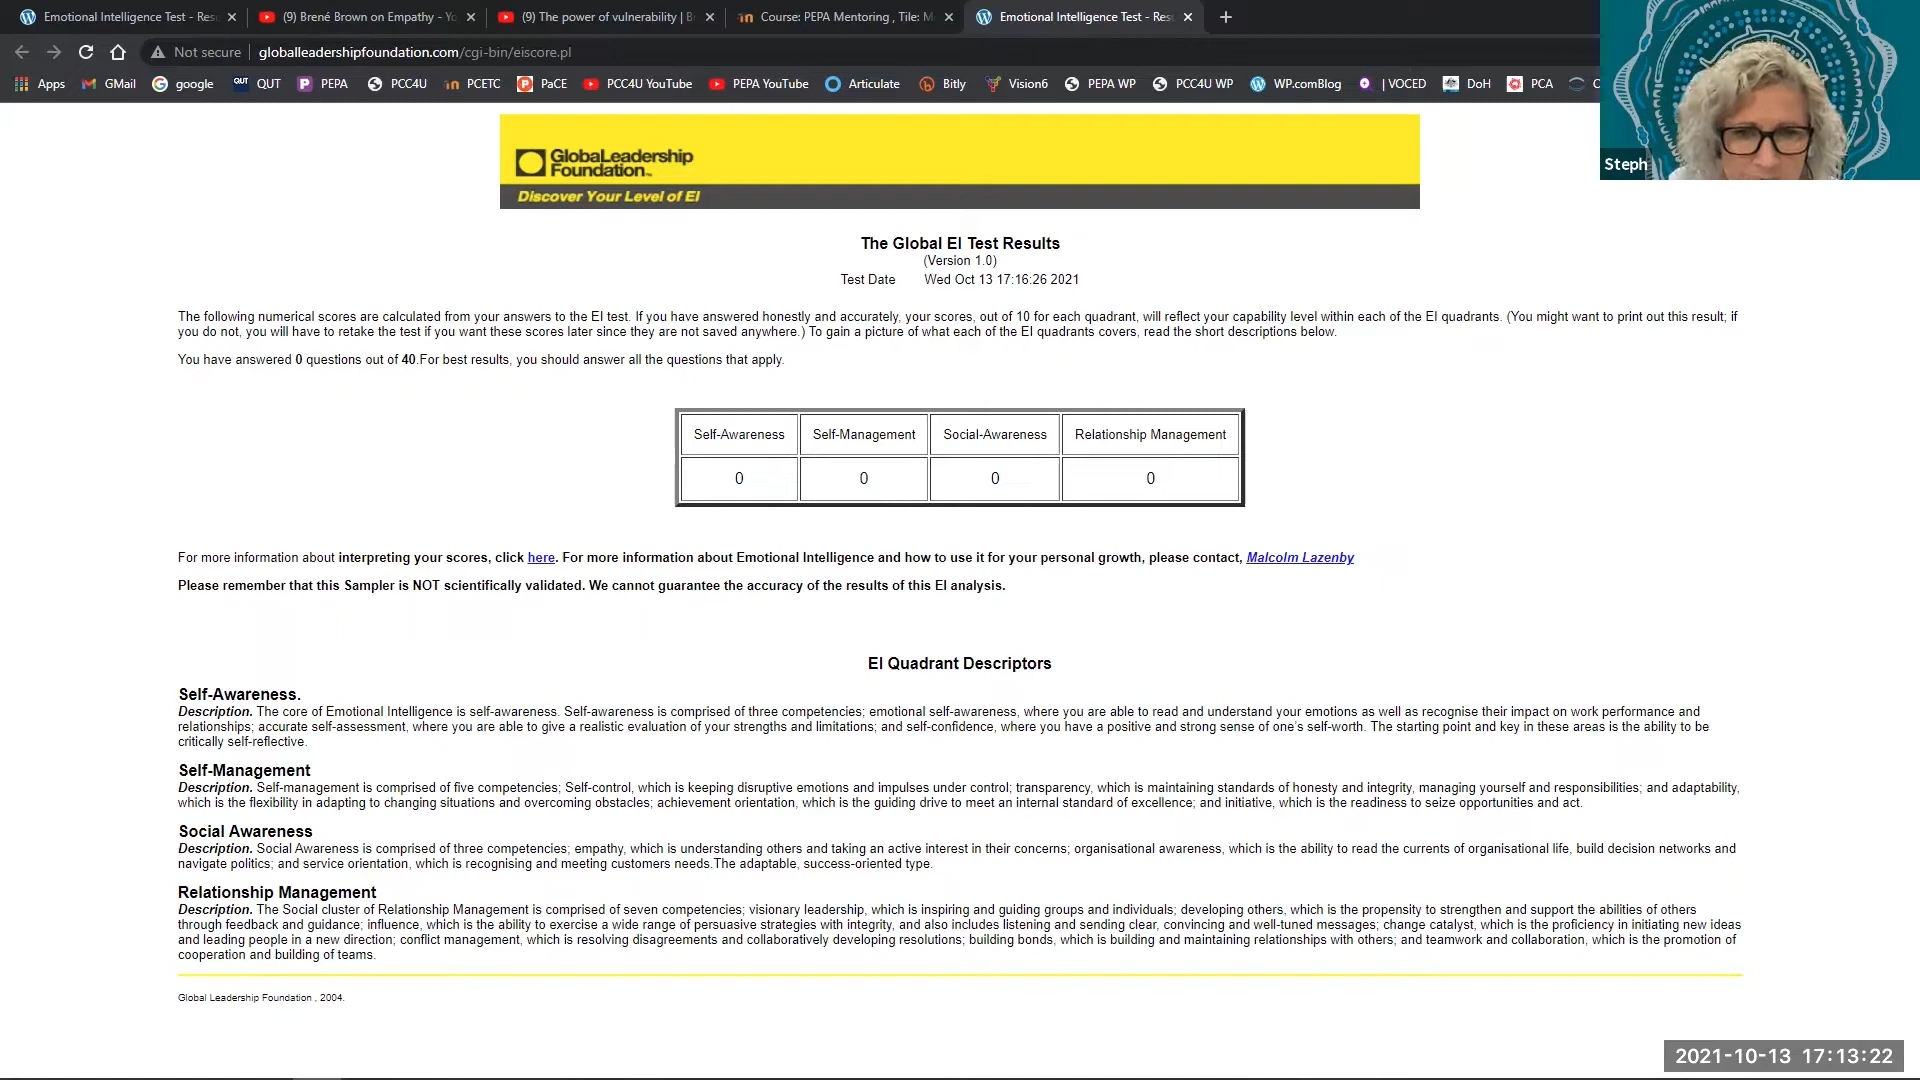 Emotional Intelligence Test - Res
(9) Brené Brown on Empathy - Yo
(9) The power of vulnerability | B
Course: PEPA Mentoring , Tile: M
Emotional Intelligence Test - Res
Not secure globalleadershipfoundation.com/cgi-bin/eiscore.pl
Apps GMail google QUT QUT PEPA PCC4U PCETC PaCE PCC4U YouTube PEPA YouTube Articulate Bitly Vision6 PEPA WP PCC4U WP WP.comBlog | VOCED DoH PCA
Steph
GlobaLeadership
Foundation™
Discover Your Level of EI
The Global EI Test Results
(Version 1.0)
Test Date Wed Oct 13 17:16:26 2021
The following numerical scores are calculated from your answers to the EI test. If you have answered honestly and accurately, your scores, out of 10 for each quadrant, will reflect your capability level within each of the EI quadrants. (You might want to print out this result; if
you do not, you will have to retake the test if you want these scores later since they are not saved anywhere.) To gain a picture of what each of the EI quadrants covers, read the short descriptions below.
You have answered 0 questions out of 40.For best results, you should answer all the questions that apply.
Self-Awareness Self-Management Social-Awareness Relationship Management
0 0 0 0
For more information about interpreting your scores, click here. For more information about Emotional Intelligence and how to use it for your personal growth, please contact, Malcolm Lazenby
Please remember that this Sampler is NOT scientifically validated. We cannot guarantee the accuracy of the results of this EI analysis.
EI Quadrant Descriptors
Self-Awareness.
Description. The core of Emotional Intelligence is self-awareness. Self-awareness is comprised of three competencies; emotional self-awareness, where you are able to read and understand your emotions as well as recognise their impact on work performance and
relationships; accurate self-assessment, where you are able to give a realistic evaluation of your strengths and limitations; and self-confidence, where you have a positive and strong sense of one's self-worth. The starting point and key in these areas is the ability to be
critically self-reflective.
Self-Management
Description. Self-management is comprised of five competencies; Self-control, which is keeping disruptive emotions and impulses under control; transparency, which is maintaining standards of honesty and integrity, managing yourself and responsibilities; and adaptability,
which is the flexibility in adapting to changing situations and overcoming obstacles; achievement orientation, which is the guiding drive to meet an internal standard of excellence; and initiative, which is the readiness to seize opportunities and act.
Social Awareness
Description. Social Awareness is comprised of three competencies; empathy, which is understanding others and taking an active interest in their concerns; organisational awareness, which is the ability to read the currents of organisational life, build decision networks and
navigate politics; and service orientation, which is recognising and meeting customers needs.The adaptable, success-oriented type.
Relationship Management
Description. The Social cluster of Relationship Management is comprised of seven competencies; visionary leadership, which is inspiring and guiding groups and individuals; developing others, which is the propensity to strengthen and support the abilities of others
through feedback and guidance; influence, which is the ability to exercise a wide range of persuasive strategies with integrity, and also includes listening and sending clear, convincing and well-tuned messages; change catalyst, which is the proficiency in initiating new ideas
and leading people in a new direction; conflict management, which is resolving disagreements and collaboratively developing resolutions; building bonds, which is building and maintaining relationships with others; and teamwork and collaboration, which is the promotion of
cooperation and building of teams.
Global Leadership Foundation , 2004.
2021-10-13 17:13:22